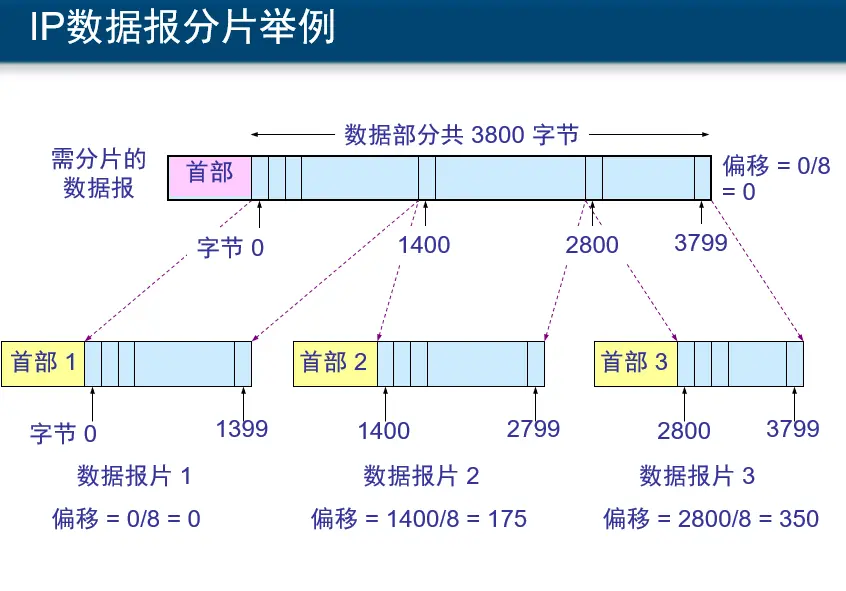 IP数据报分片举例
数据部分共 3800 字节
需分片的
数据报
首部
偏移 = 0/8
= 0
字节 0
1400
2800
3799
首部 1
首部 2
首部 3
字节 0
1399
1400
2799
2800
3799
数据报片 1
数据报片 2
数据报片 3
偏移 = 0/8 = 0
偏移 = 1400/8 = 175
偏移 = 2800/8 = 350